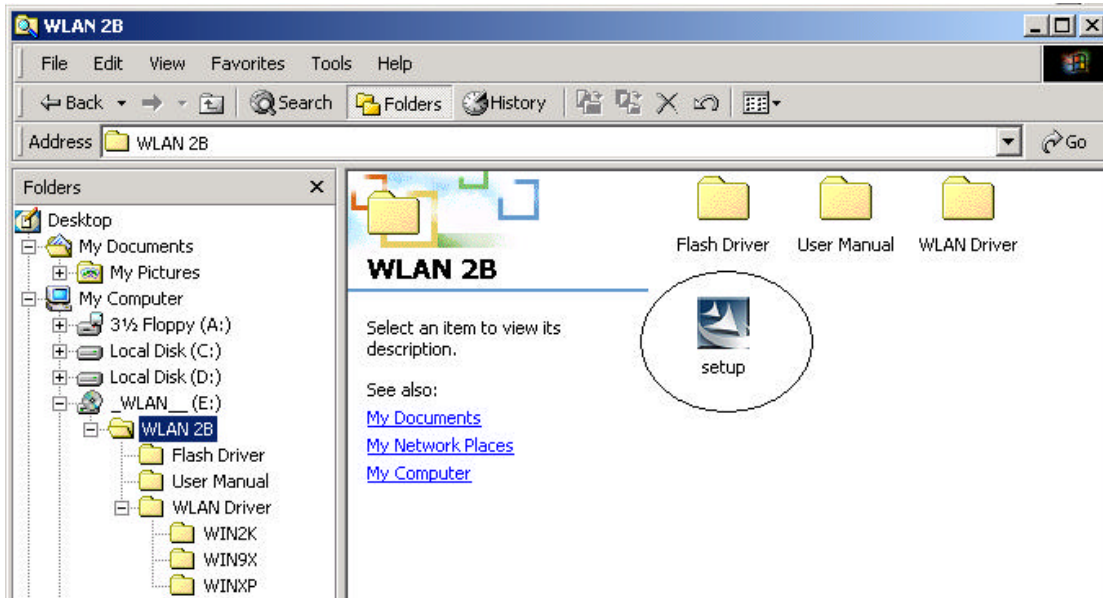 WLAN 2B
File Edit View Favorites Tools Help
Back Search Folders History
Address WLAN 2B Go
Folders
Desktop
My Documents
My Pictures
My Computer
3½ Floppy (A:)
Local Disk (C:)
Local Disk (D:)
_WLAN__ (E:)
WLAN 2B
Flash Driver
User Manual
WLAN Driver
WIN2K
WIN9X
WINXP
WLAN 2B
Select an item to view its
description.
See also:
My Documents
My Network Places
My Computer
Flash Driver User Manual WLAN Driver
setup